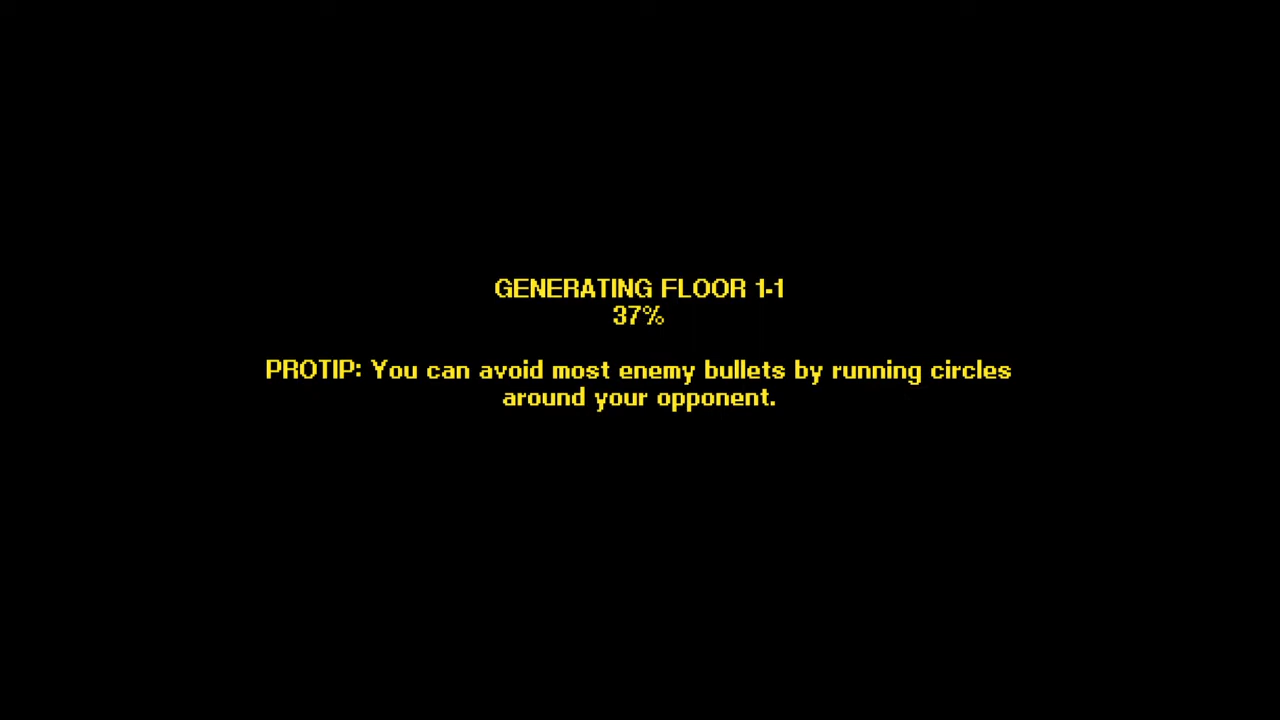 GENERATING FLOOR 1-1
37%
PROTIP: You can avoid most enemy bullets by running circles
around your opponent.